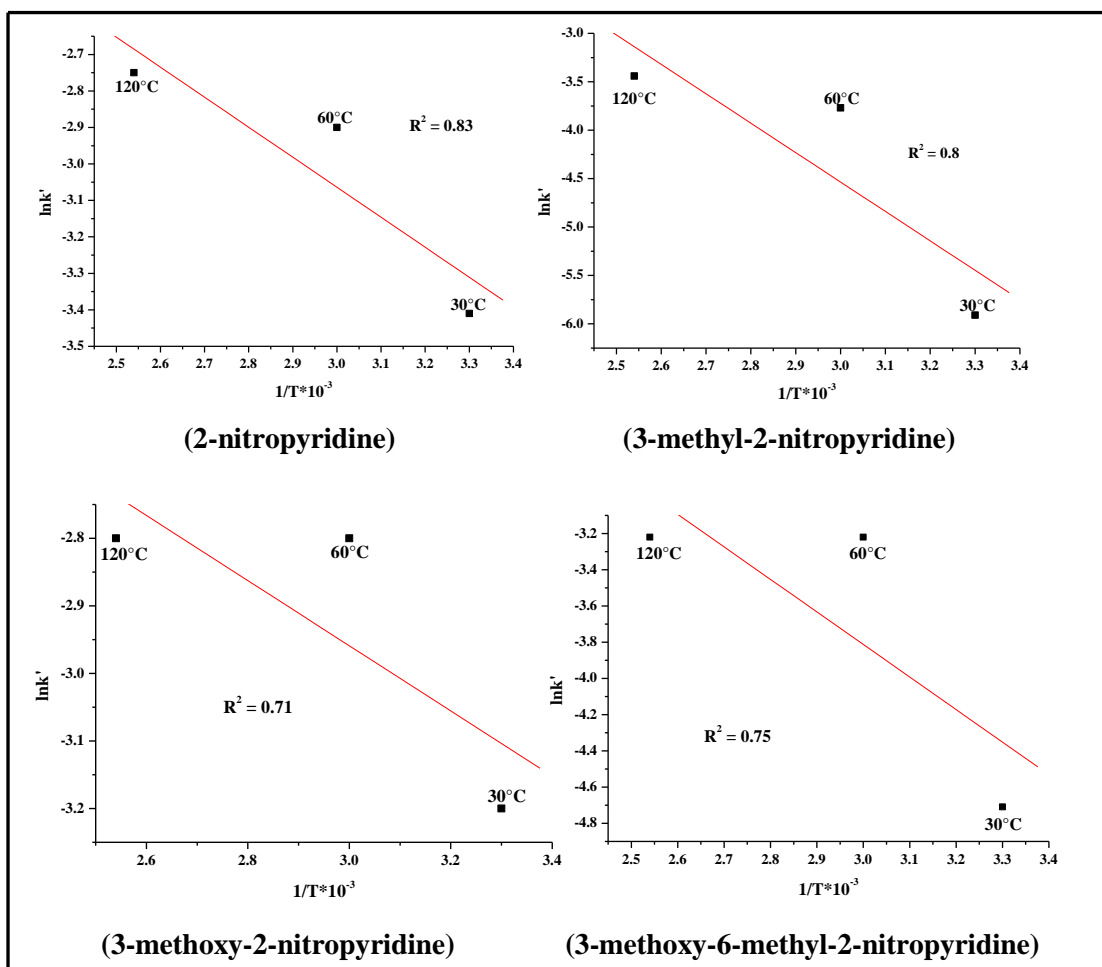 -2.7
-2.8
-2.9
-3.0
-3.1
-3.2
-3.3
-3.4
-3.5
lnk'
120°C
60°C
R² = 0.83
30°C
2.5 2.6 2.7 2.8 2.9 3.0 3.1 3.2 3.3 3.4
1/T*10⁻³
(2-nitropyridine)
-3.0
-3.5
-4.0
-4.5
-5.0
-5.5
-6.0
lnk'
120°C
60°C
R² = 0.8
30°C
2.5 2.6 2.7 2.8 2.9 3.0 3.1 3.2 3.3 3.4
1/T*10⁻³
(3-methyl-2-nitropyridine)
-2.8
-2.9
-3.0
-3.1
-3.2
lnk'
120°C
60°C
R² = 0.71
30°C
2.6 2.8 3.0 3.2 3.4
1/T*10⁻³
(3-methoxy-2-nitropyridine)
-3.2
-3.4
-3.6
-3.8
-4.0
-4.2
-4.4
-4.6
-4.8
lnk'
120°C
60°C
R² = 0.75
30°C
2.5 2.6 2.7 2.8 2.9 3.0 3.1 3.2 3.3 3.4
1/T*10⁻³
(3-methoxy-6-methyl-2-nitropyridine)